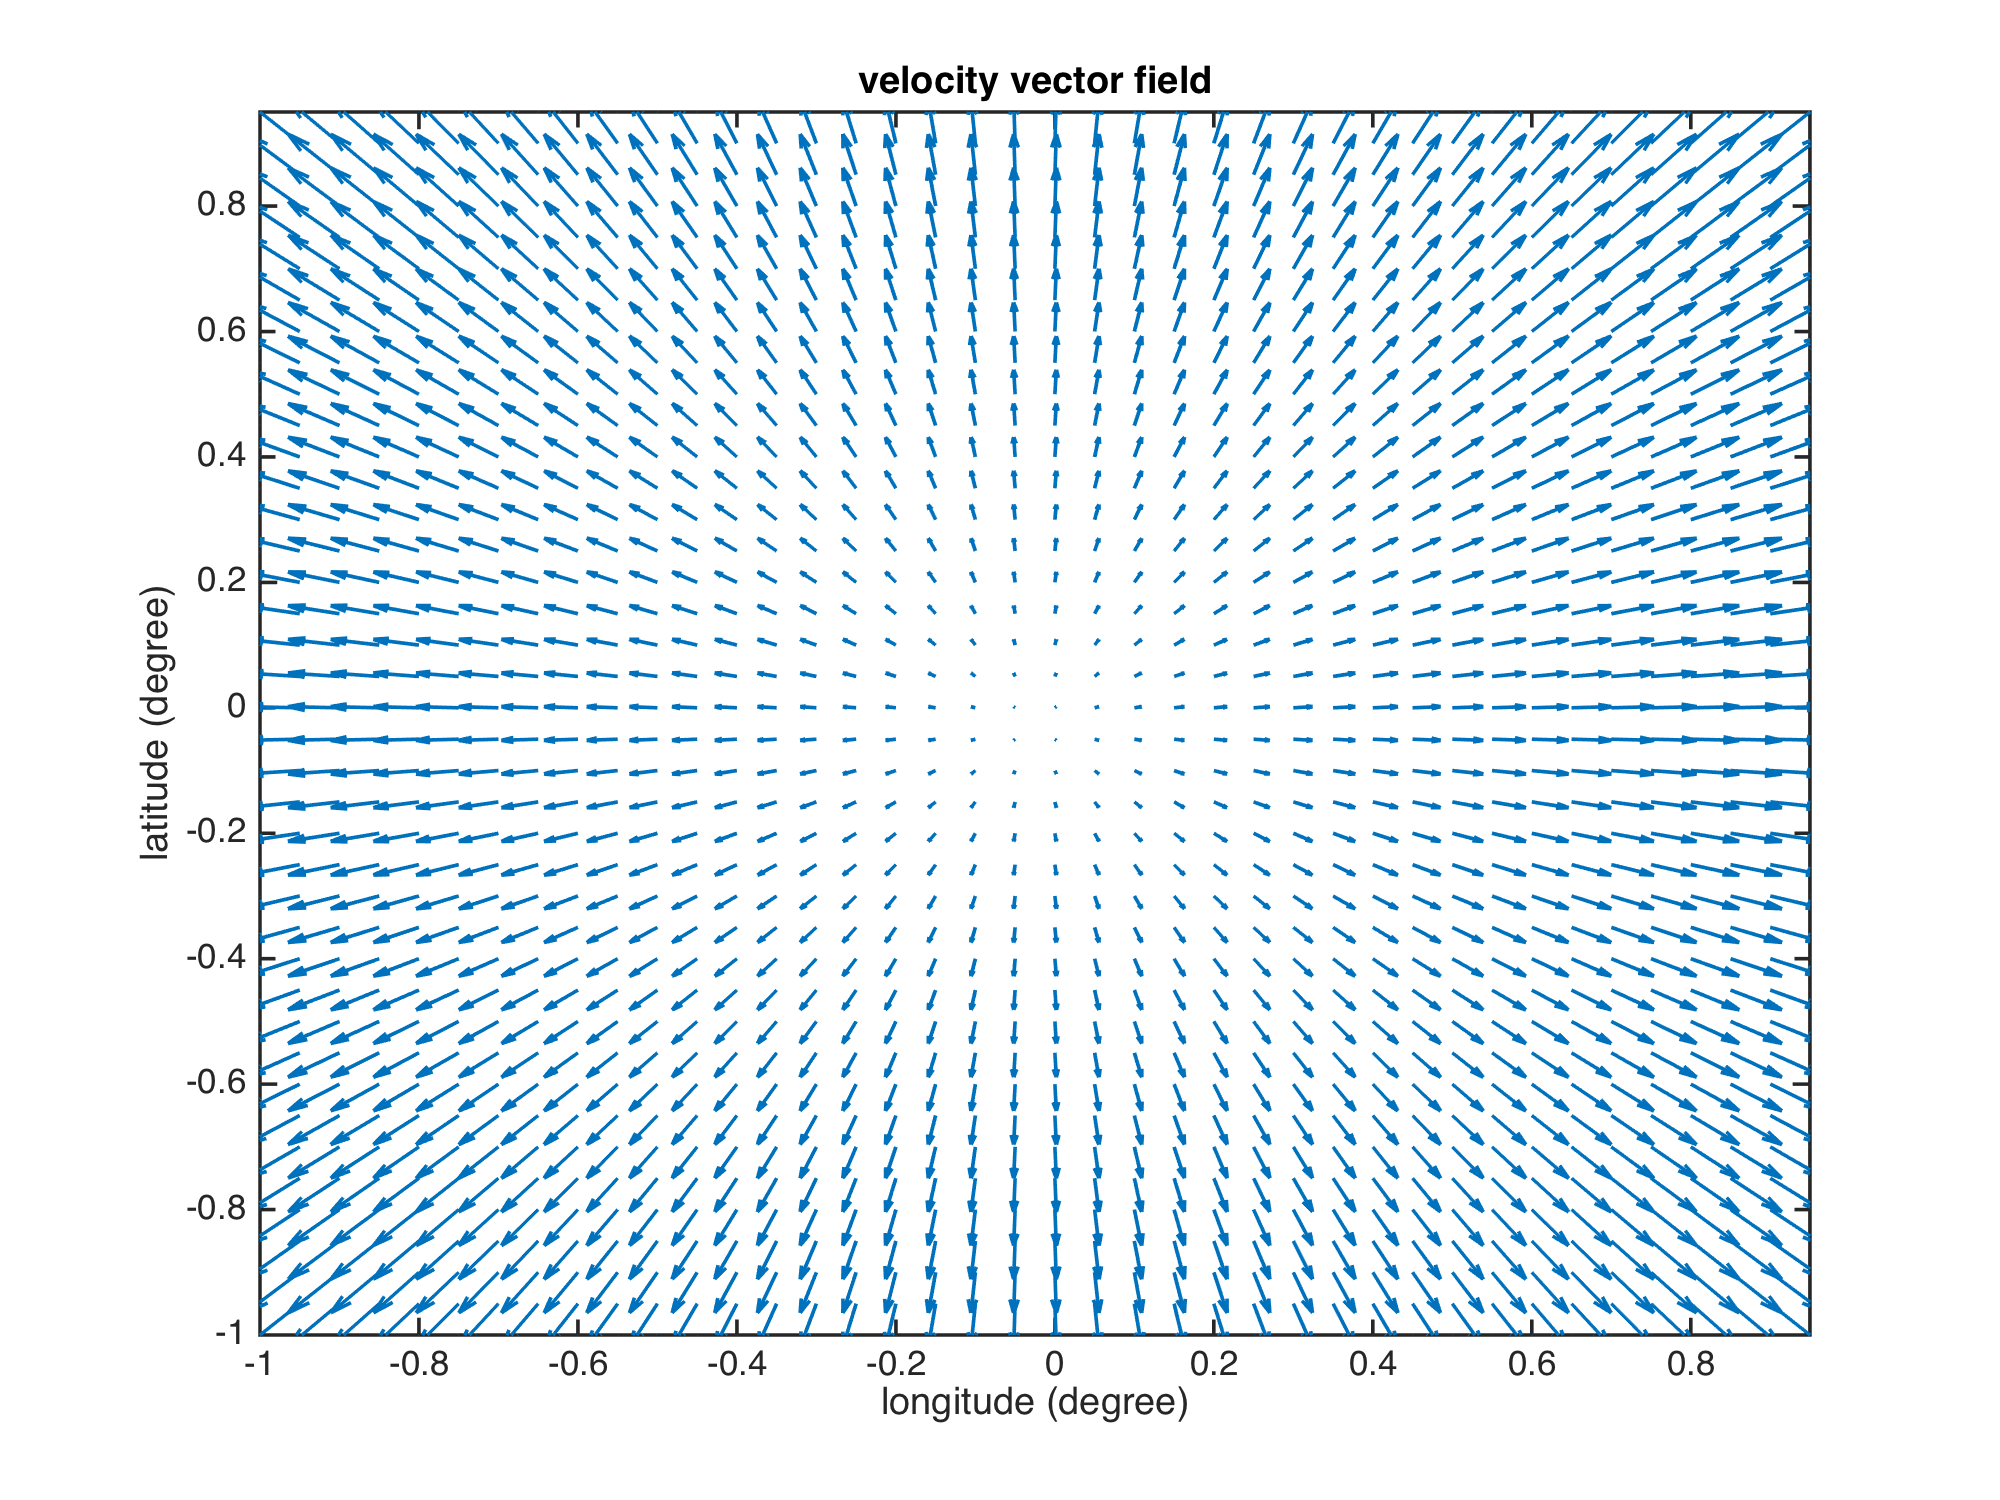 velocity vector field
0.8
0.6
0.4
0.2
0
-0.2
-0.4
-0.6
-0.8
-1
latitude (degree)
-1 -0.8 -0.6 -0.4 -0.2 0 0.2 0.4 0.6 0.8
longitude (degree)